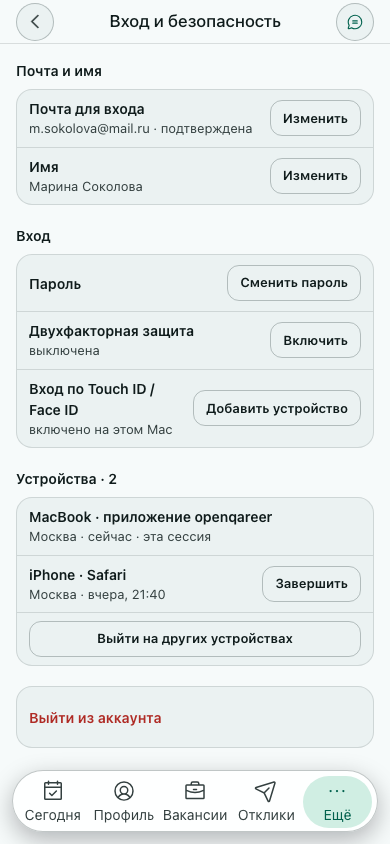 Вход и безопасность
Почта и имя
Почта для входа
m.sokolova@mail.ru · подтверждена
Изменить
Имя
Марина Соколова
Изменить
Вход
Пароль
Сменить пароль
Двухфакторная защита
выключена
Включить
Вход по Touch ID /
Face ID
включено на этом Mac
Добавить устройство
Устройства · 2
MacBook · приложение openqareer
Москва · сейчас · эта сессия
iPhone · Safari
Москва · вчера, 21:40
Завершить
Выйти на других устройствах
Выйти из аккаунта
Сегодня
Профиль
Вакансии
Отклики
Ещё